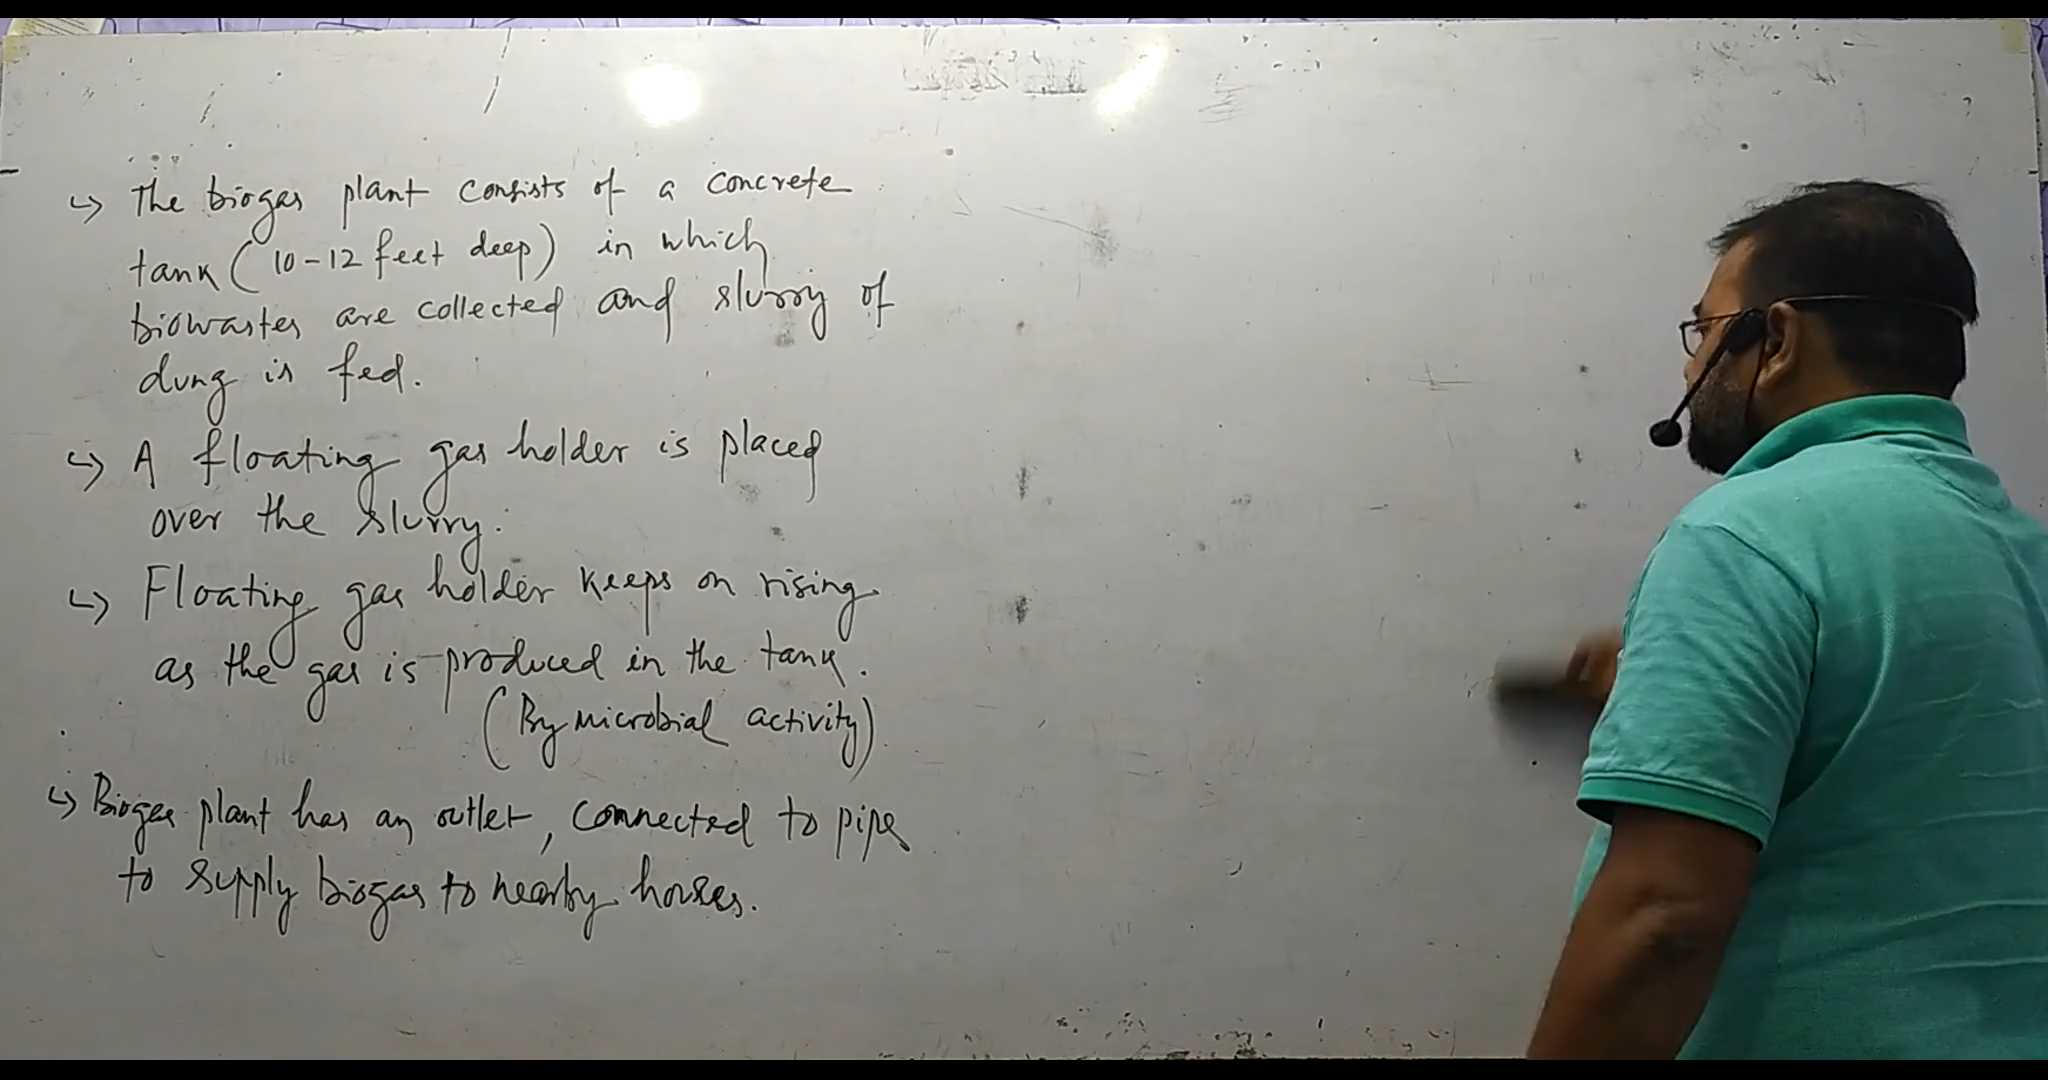 ↳ The biogas plant consists of a concrete
tank (10-12 feet deep) in which
biowastes are collected and slurry of
dung is fed.
↳ A floating gas holder is placed
over the slurry.
↳ Floating gas holder keeps on rising
as the gas is produced in the tank.
(By microbial activity)
↳ Biogas plant has an outlet, connected to pipe
to supply biogas to nearby houses.